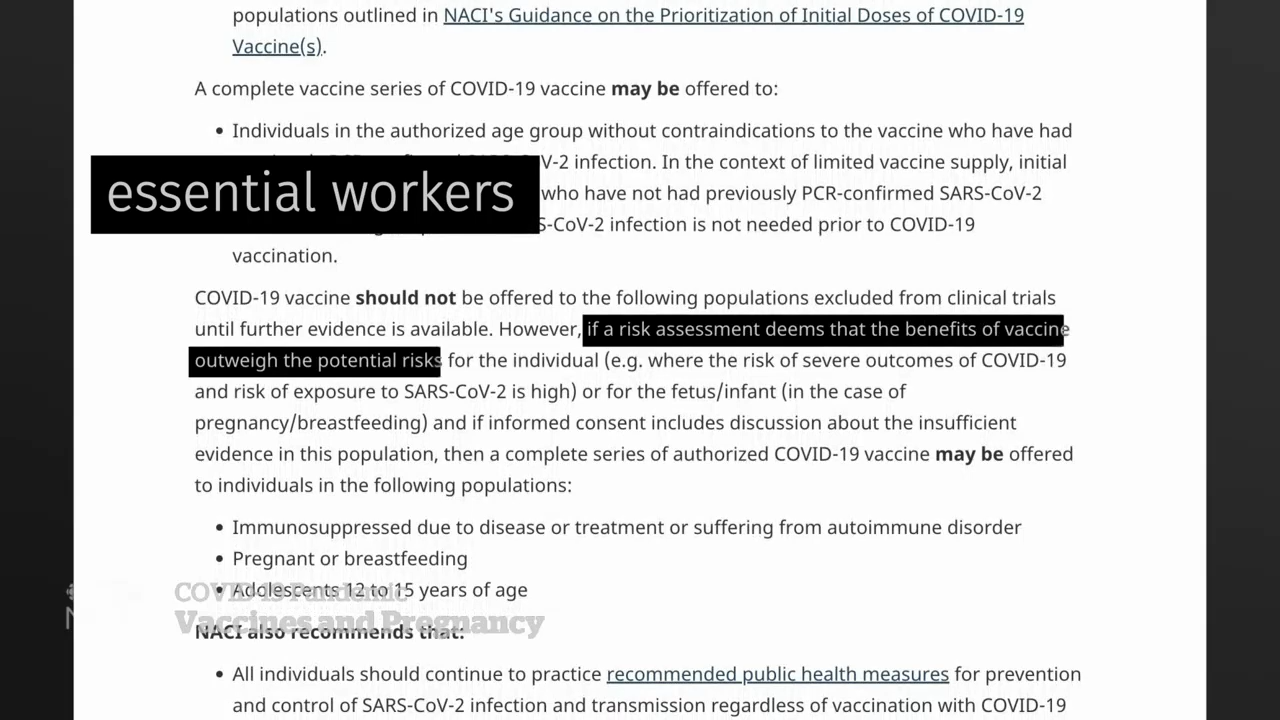 populations outlined in NACI's Guidance on the Prioritization of Initial Doses of COVID-19
Vaccine(s).
A complete vaccine series of COVID-19 vaccine may be offered to:
• Individuals in the authorized age group without contraindications to the vaccine who have had
V-2 infection. In the context of limited vaccine supply, initial
essential workers
who have not had previously PCR-confirmed SARS-CoV-2
S-CoV-2 infection is not needed prior to COVID-19
vaccination.
COVID-19 vaccine should not be offered to the following populations excluded from clinical trials
until further evidence is available. However, if a risk assessment deems that the benefits of vaccine
outweigh the potential risks for the individual (e.g. where the risk of severe outcomes of COVID-19
and risk of exposure to SARS-CoV-2 is high) or for the fetus/infant (in the case of
pregnancy/breastfeeding) and if informed consent includes discussion about the insufficient
evidence in this population, then a complete series of authorized COVID-19 vaccine may be offered
to individuals in the following populations:
• Immunosuppressed due to disease or treatment or suffering from autoimmune disorder
• Pregnant or breastfeeding
• Adolescents 12 to 15 years of age
COVID-19 Pandemic
Vaccines and Pregnancy
NACI also recommends that:
• All individuals should continue to practice recommended public health measures for prevention
and control of SARS-CoV-2 infection and transmission regardless of vaccination with COVID-19